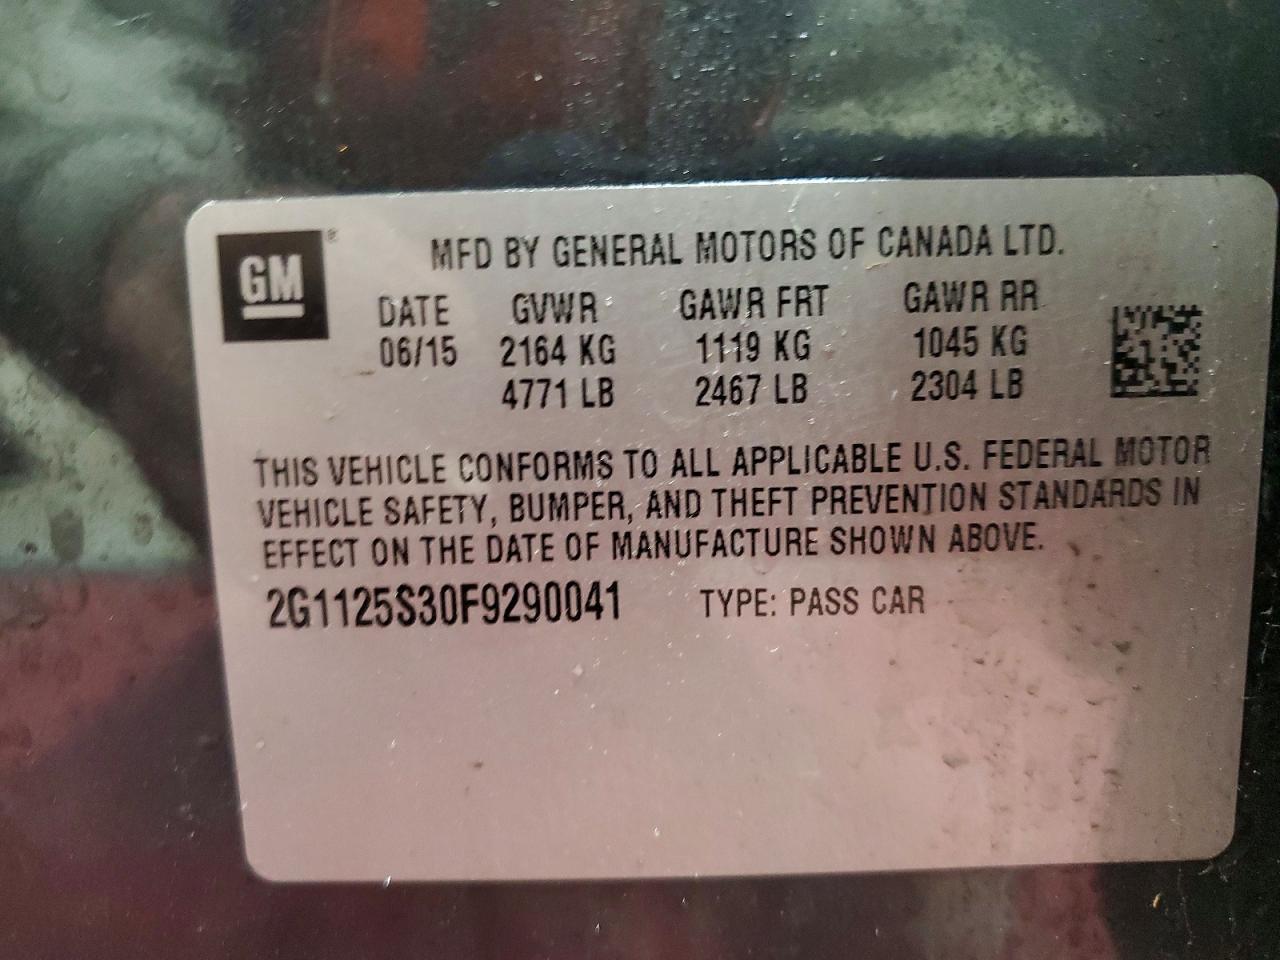 GM ®
MFD BY GENERAL MOTORS OF CANADA LTD.
DATE GVWR GAWR FRT GAWR RR
06/15 2164 KG 1119 KG 1045 KG
4771 LB 2467 LB 2304 LB
THIS VEHICLE CONFORMS TO ALL APPLICABLE U.S. FEDERAL MOTOR
VEHICLE SAFETY, BUMPER, AND THEFT PREVENTION STANDARDS IN
EFFECT ON THE DATE OF MANUFACTURE SHOWN ABOVE.
2G1125S30F9290041 TYPE: PASS CAR